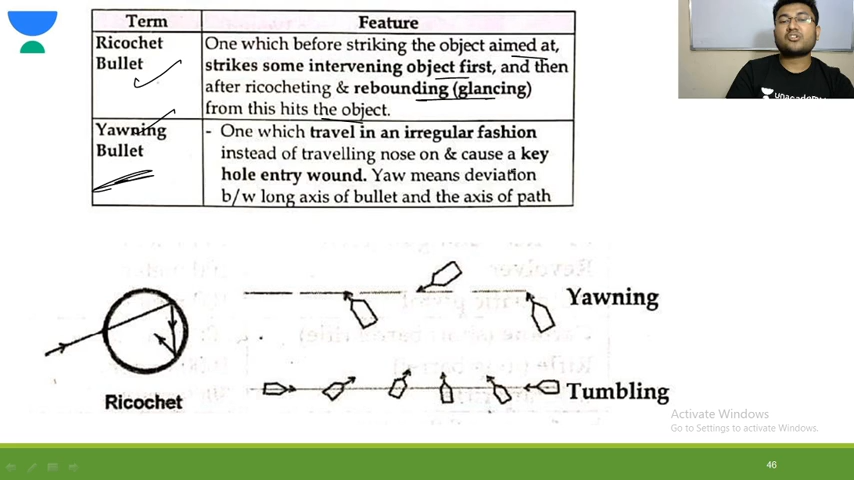 Term Feature
Ricochet One which before striking the object aimed at,
Bullet strikes some intervening object first, and then
after ricocheting & rebounding (glancing)
from this hits the object.
Yawning - One which travel in an irregular fashion
Bullet instead of travelling nose on & cause a key
hole entry wound. Yaw means deviation
b/w long axis of bullet and the axis of path
Yawning
Tumbling
Ricochet
Activate Windows
Go to Settings to activate Windows.
46